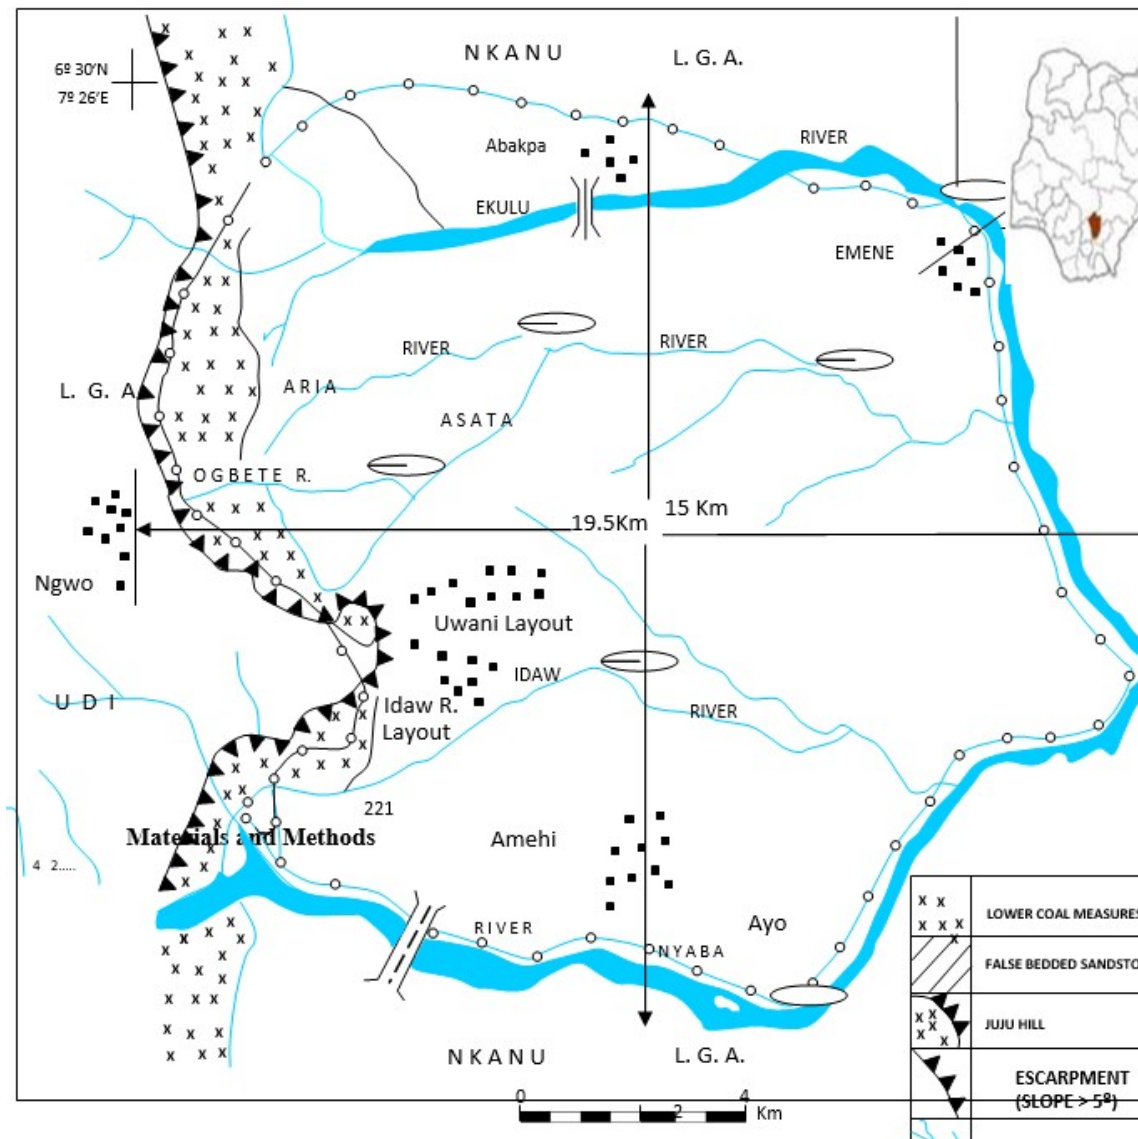 NKANU L. G. A.
6º 30’N
7º 26’E
RIVER
Abakpa
EKULU
EMENE
RIVER RIVER
L. G. A
ARIA
ASATA
OGBETE R.
15 Km
19.5Km
Ngwo
Uwani Layout
IDAW
UDI
RIVER
Idaw R.
Layout
221
Materials and Methods
Amehi
4 2.....
RIVER
Ayo
NYABA
NKANU L. G. A.
0 2 4 Km
LOWER COAL MEASURES
FALSE BEDDED SANDSTO
JUJU HILL
ESCARPMENT
(SLOPE > 5º)